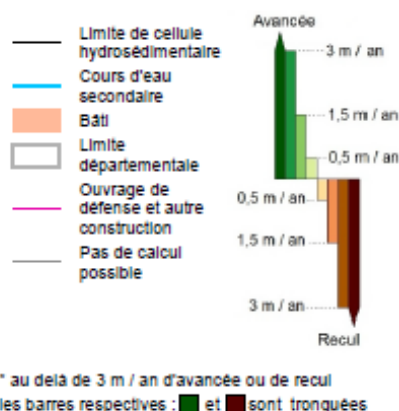 Limite de cellule
hydrosédimentaire
Cours d'eau
secondaire
Bâti
Limite
départementale
Ouvrage de
défense et autre
construction
Pas de calcul
possible
Avancée
3 m / an
1,5 m / an
0,5 m / an
0,5 m / an
1,5 m / an
3 m / an
Recul
* au delà de 3 m / an d'avancée ou de recul
les barres respectives : et sont tronquées